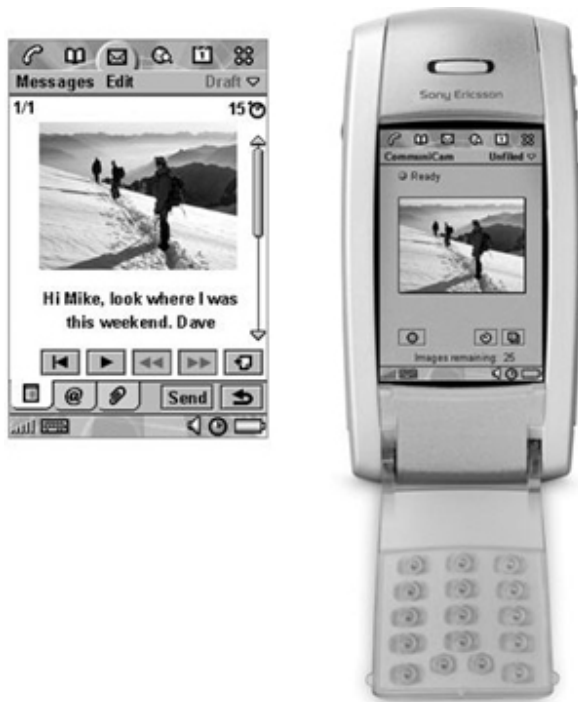 Messages Edit Draft
1/1 15
Hi Mike, look where I was
this weekend. Dave
@ Send
Sony Ericsson
CommuniCam Unfiled
Ready
Images remaining: 25